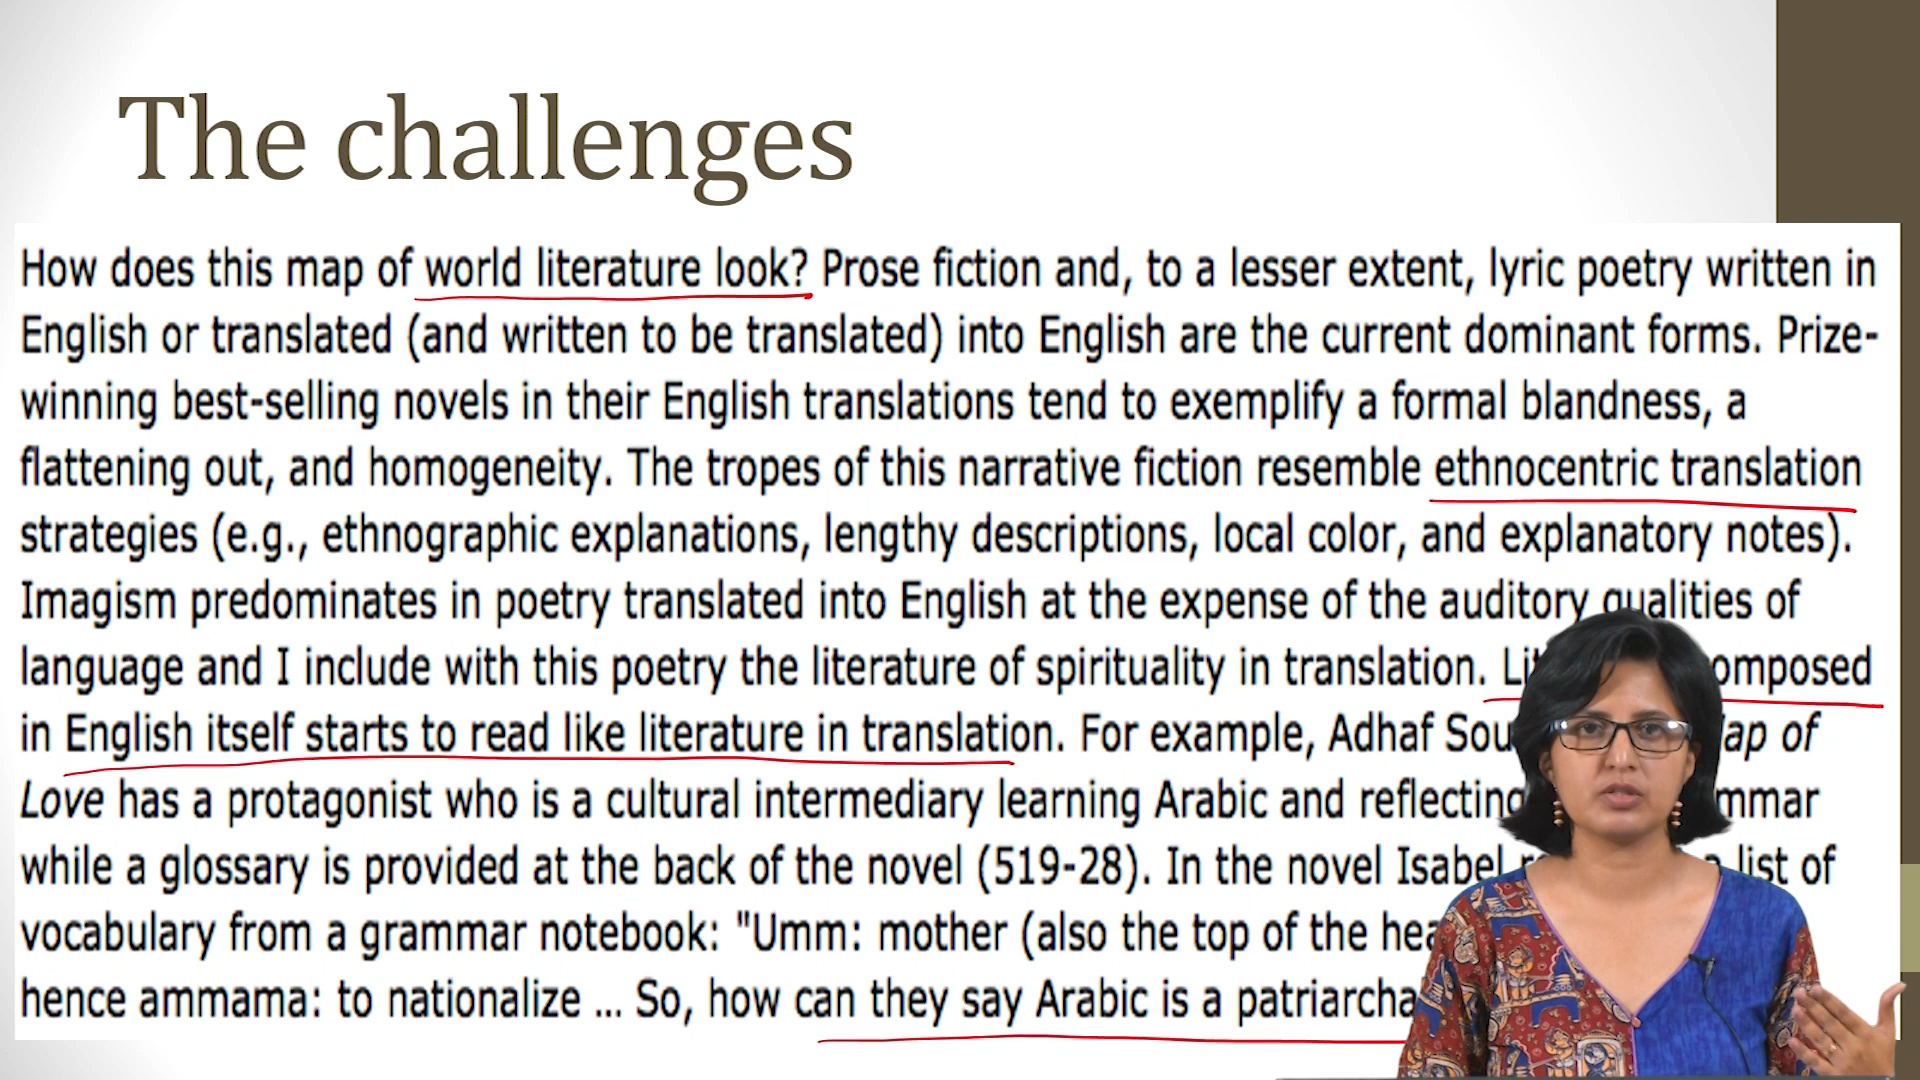 The challenges
How does this map of world literature look? Prose fiction and, to a lesser extent, lyric poetry written in
English or translated (and written to be translated) into English are the current dominant forms. Prize-
winning best-selling novels in their English translations tend to exemplify a formal blandness, a
flattening out, and homogeneity. The tropes of this narrative fiction resemble ethnocentric translation
strategies (e.g., ethnographic explanations, lengthy descriptions, local color, and explanatory notes).
Imagism predominates in poetry translated into English at the expense of the auditory qualities of
language and I include with this poetry the literature of spirituality in translation. composed
in English itself starts to read like literature in translation. For example, Adhaf of
Love has a protagonist who is a cultural intermediary learning Arabic and reflecting
while a glossary is provided at the back of the novel (519-28). In the novel Isabel list of
vocabulary from a grammar notebook: "Umm: mother (also the top of the
hence ammama: to nationalize ... So, how can they say Arabic is a